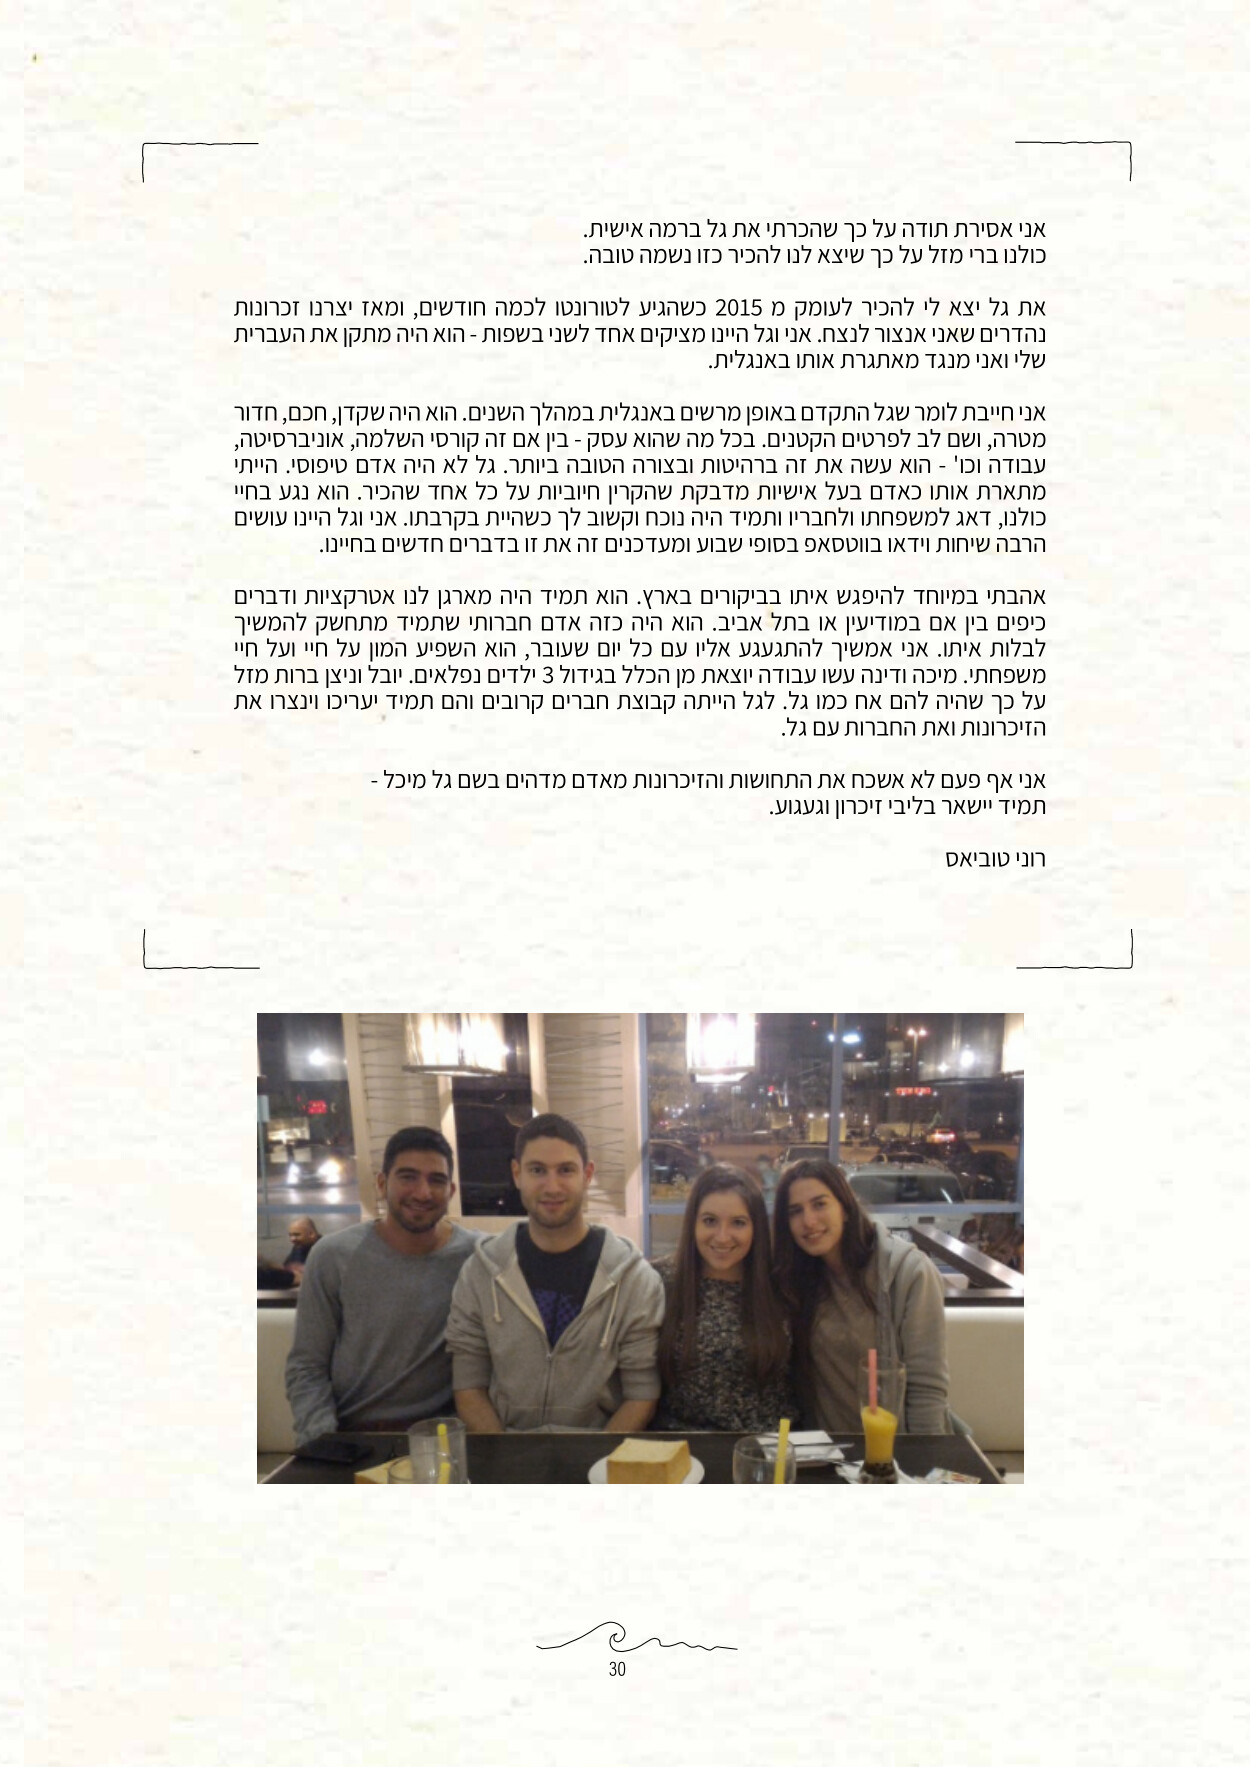 אני אסירת תודה על כך שהכרתי את גל ברמה אישית.
כולנו ברי מזל על כך שיצא לנו להכיר כזו נשמה טובה.
את גל יצא לי להכיר לעומק מ 2015 כשהגיע לטורונטו לכמה חודשים, ומאז יצרנו זכרונות
נהדרים שאני אנצור לנצח. אני וגל היינו מציקים אחד לשני בשפות - הוא היה מתקן את העברית
שלי ואני מנגד מאתגרת אותו באנגלית.
אני חייבת לומר שגל התקדם באופן מרשים באנגלית במהלך השנים. הוא היה שקדן, חכם, חדור
מטרה, ושם לב לפרטים הקטנים. בכל מה שהוא עסק - בין אם זה קורסי השלמה, אוניברסיטה,
עבודה וכו' - הוא עשה את זה ברהיטות ובצורה הטובה ביותר. גל לא היה אדם טיפוסי. הייתי
מתארת אותו כאדם בעל אישיות מדבקת שהקרין חיוביות על כל אחד שהכיר. הוא נגע בחיי
כולנו, דאג למשפחתו ולחבריו ותמיד היה נוכח וקשוב לך כשהיית בקרבתו. אני וגל היינו עושים
הרבה שיחות וידאו בווטסאפ בסופי שבוע ומעדכנים זה את זו בדברים חדשים בחיינו.
אהבתי במיוחד להיפגש איתו בביקורים בארץ. הוא תמיד היה מארגן לנו אטרקציות ודברים
כיפים בין אם במודיעין או בתל אביב. הוא היה כזה אדם חברותי שתמיד מתחשק להמשיך
לבלות איתו. אני אמשיך להתגעגע אליו עם כל יום שעובר, הוא השפיע המון על חיי ועל חיי
משפחתי. מיכה ודינה עשו עבודה יוצאת מן הכלל בגידול 3 ילדים נפלאים. יובל וניצן ברות מזל
על כך שהיה להם אח כמו גל. לגל הייתה קבוצת חברים קרובים והם תמיד יעריכו וינצרו את
הזיכרונות ואת החברות עם גל.
אני אף פעם לא אשכח את התחושות והזיכרונות מאדם מדהים בשם גל מיכל -
תמיד יישאר בליבי זיכרון וגעגוע.
רוני טוביאס
30